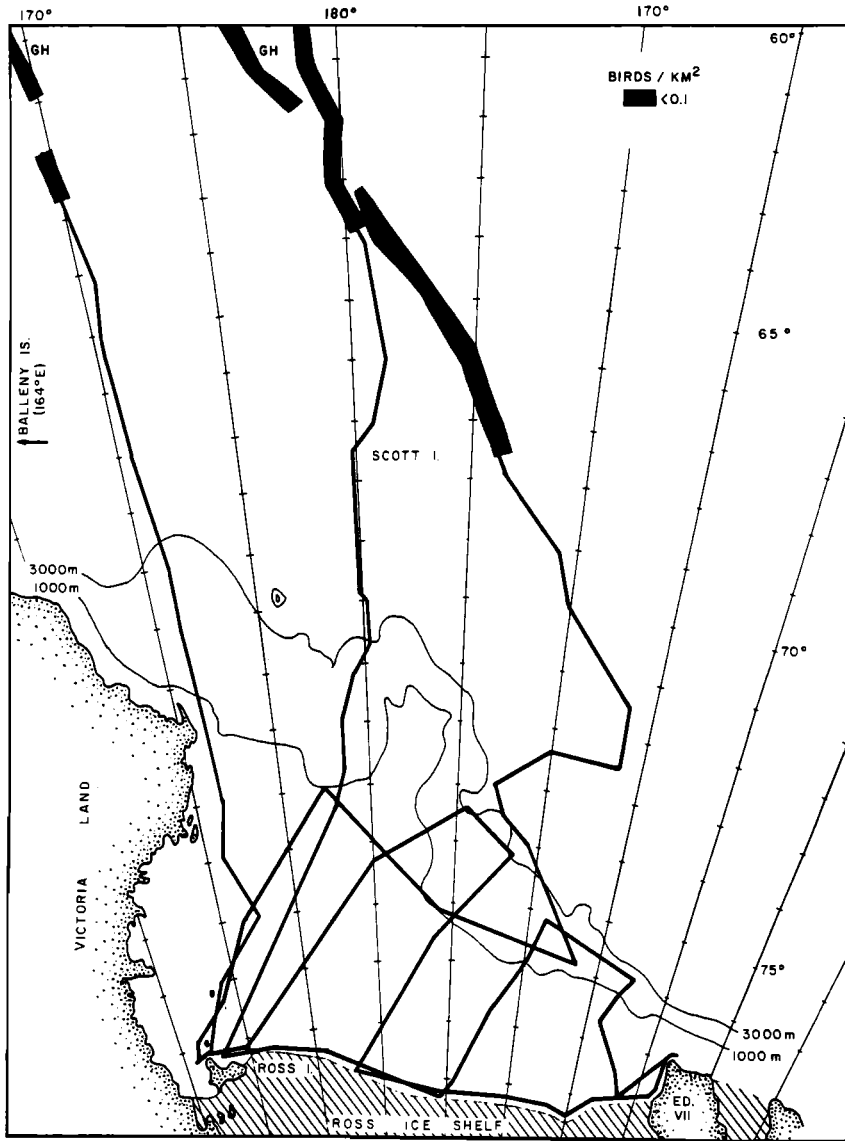 170°
180°
170°
60°
GH
GH
BIRDS / KM²
<0.1
65°
BALLENY IS.
(164°E)
SCOTT I.
3000m
1000m
70°
VICTORIA LAND
75°
3000m
1000m
ROSS I.
ED.
VII
ROSS ICE SHELF